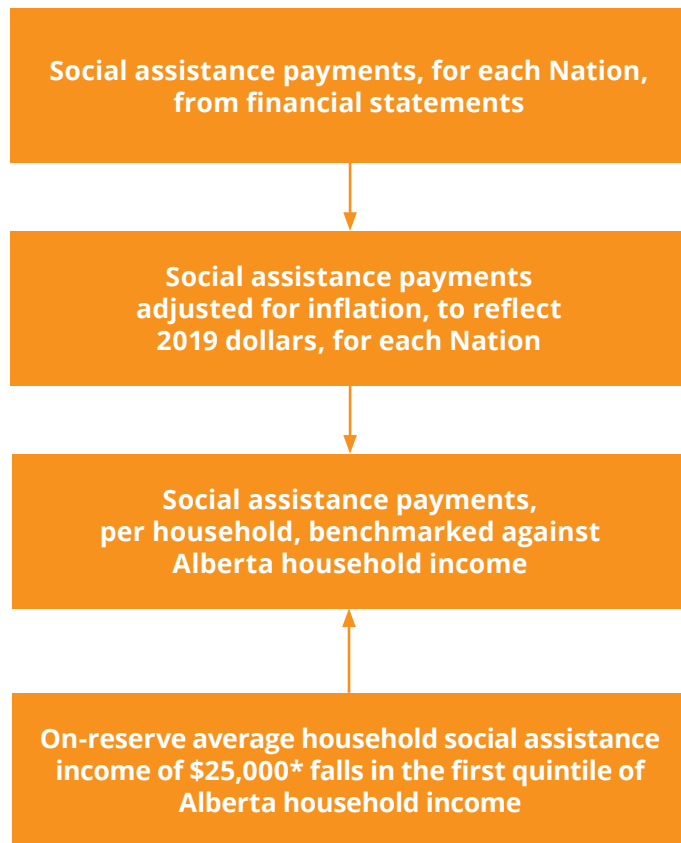 Social assistance payments, for each Nation,
from financial statements
Social assistance payments
adjusted for inflation, to reflect
2019 dollars, for each Nation
Social assistance payments,
per household, benchmarked against
Alberta household income
On-reserve average household social assistance
income of $25,000* falls in the first quintile of
Alberta household income